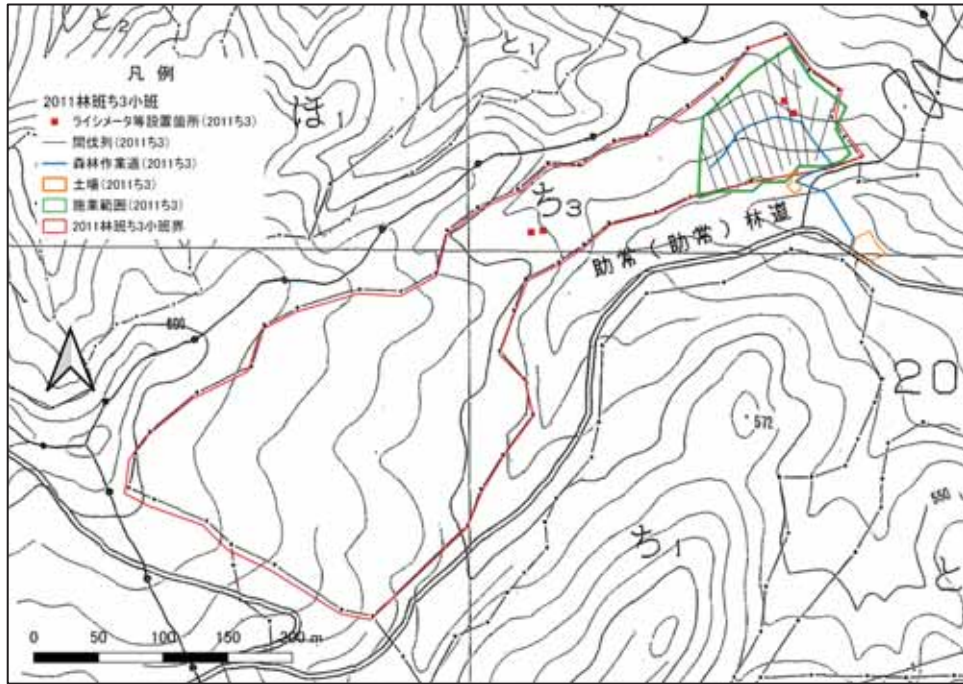 と2
と1
凡例
2011林班ち3小班
ライシメータ等設置箇所(2011ち3)
間伐列(2011ち3)
森林作業道(2011ち3)
土場(2011ち3)
施業範囲(2011ち3)
2011林班ち3小班界
ほ1
ち3
助常(助常)林道
600
20
572
550
ち1
と
0 50 100 150 200 m